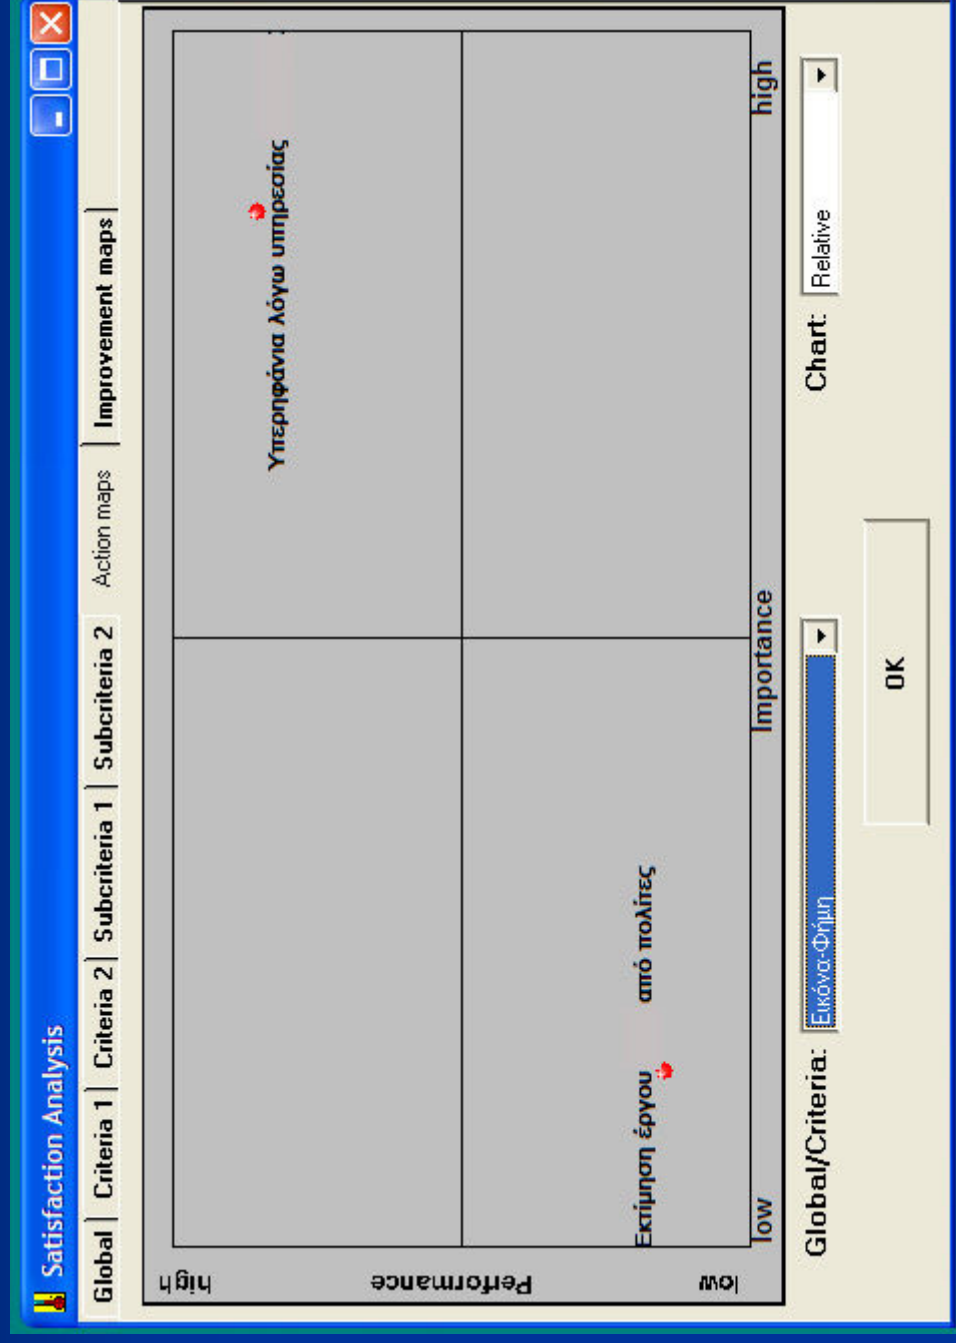 Satisfaction Analysis
Global Criteria 1 Criteria 2 Subcriteria 1 Subcriteria 2 Action maps Improvement maps
high
Υπερηφάνια λόγω υπηρεσίας
Performance
Εκτίμηση έργου από πολίτες
low
low Importance high
Global/Criteria: Εικόνα-Φήμη Chart: Relative
OK